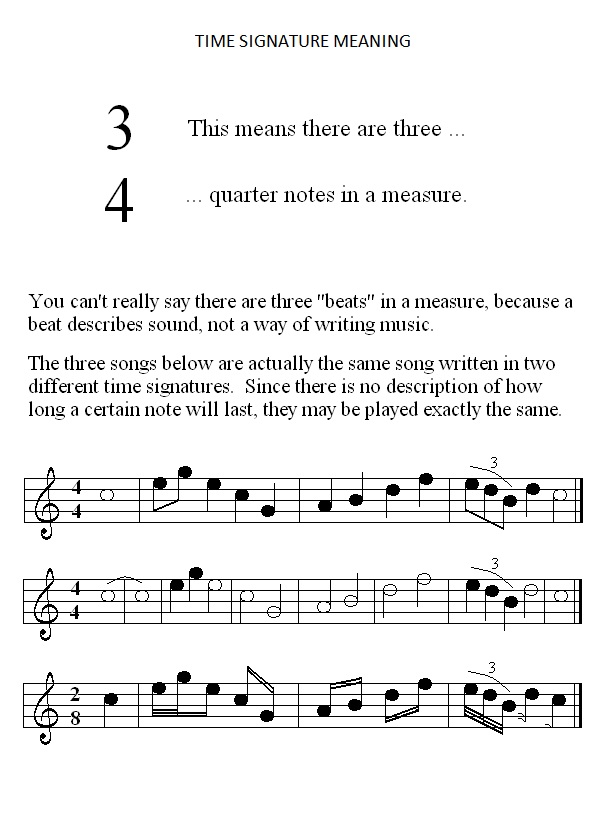 TIME SIGNATURE MEANING
3 This means there are three ...
4 ... quarter notes in a measure.
You can't really say there are three "beats" in a measure, because a
beat describes sound, not a way of writing music.
The three songs below are actually the same song written in two
different time signatures. Since there is no description of how
long a certain note will last, they may be played exactly the same.
3
4
4
3
4
4
3
2
8